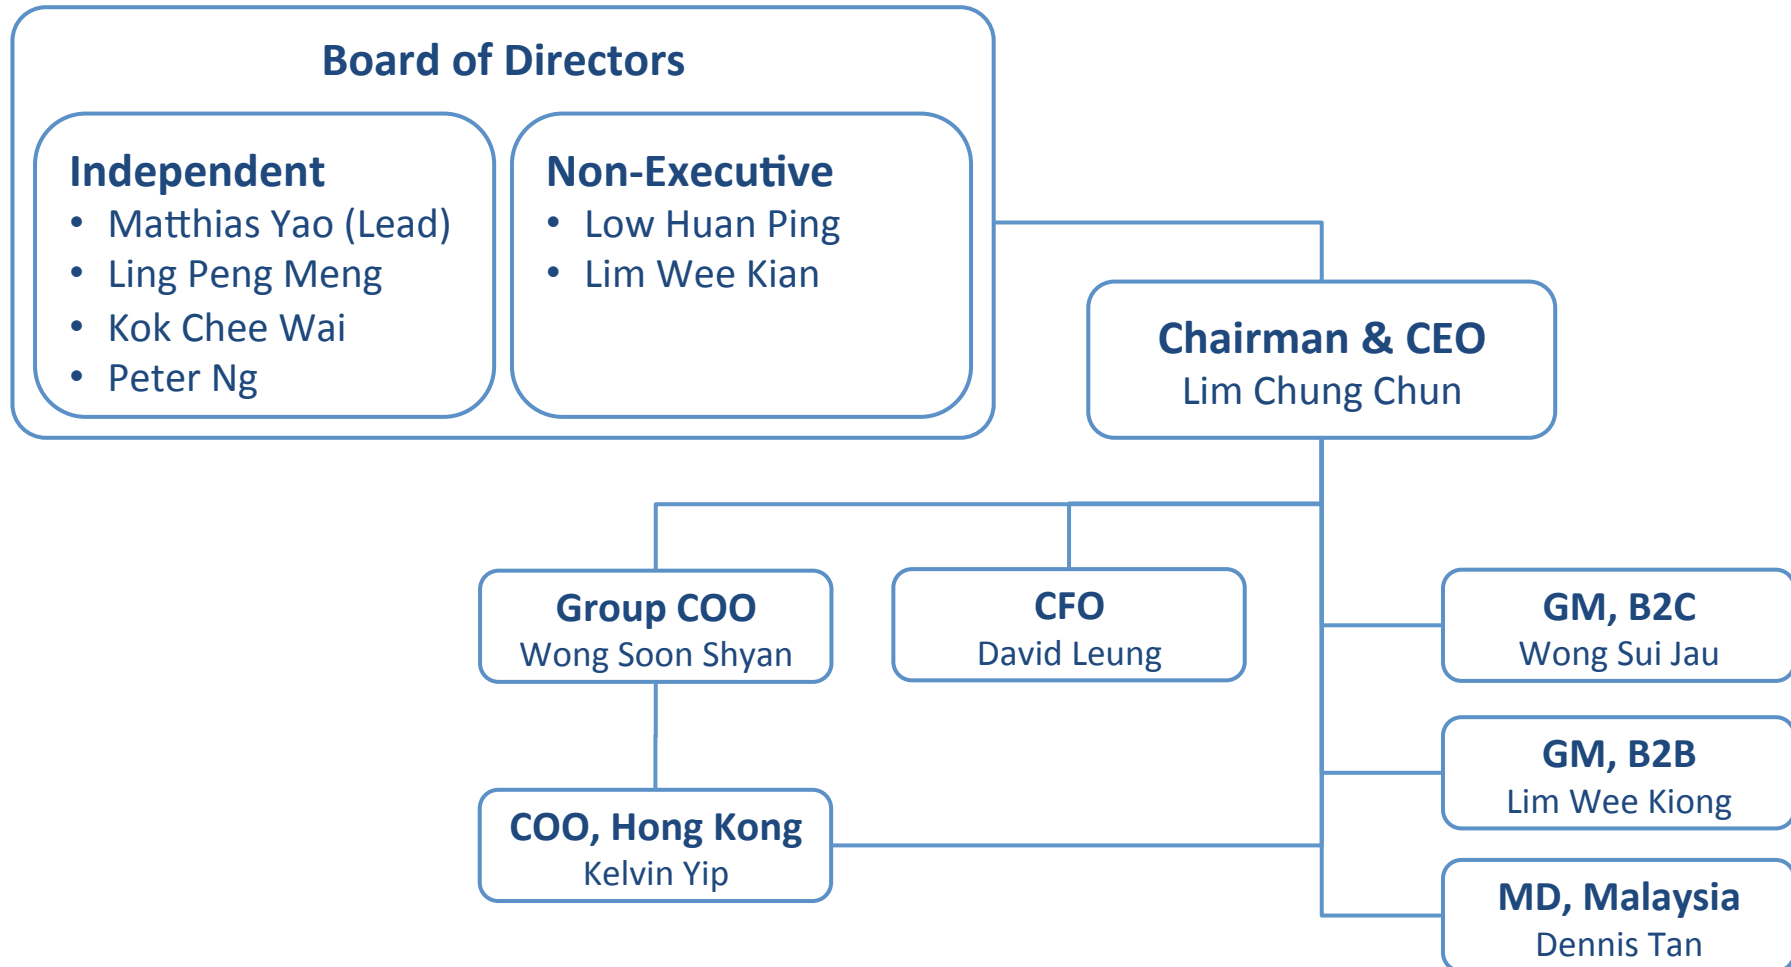 Board of Directors
Independent
• Matthias Yao (Lead)
• Ling Peng Meng
• Kok Chee Wai
• Peter Ng
Non-Executive
• Low Huan Ping
• Lim Wee Kian
Chairman & CEO
Lim Chung Chun
Group COO
Wong Soon Shyan
CFO
David Leung
GM, B2C
Wong Sui Jau
GM, B2B
Lim Wee Kiong
COO, Hong Kong
Kelvin Yip
MD, Malaysia
Dennis Tan